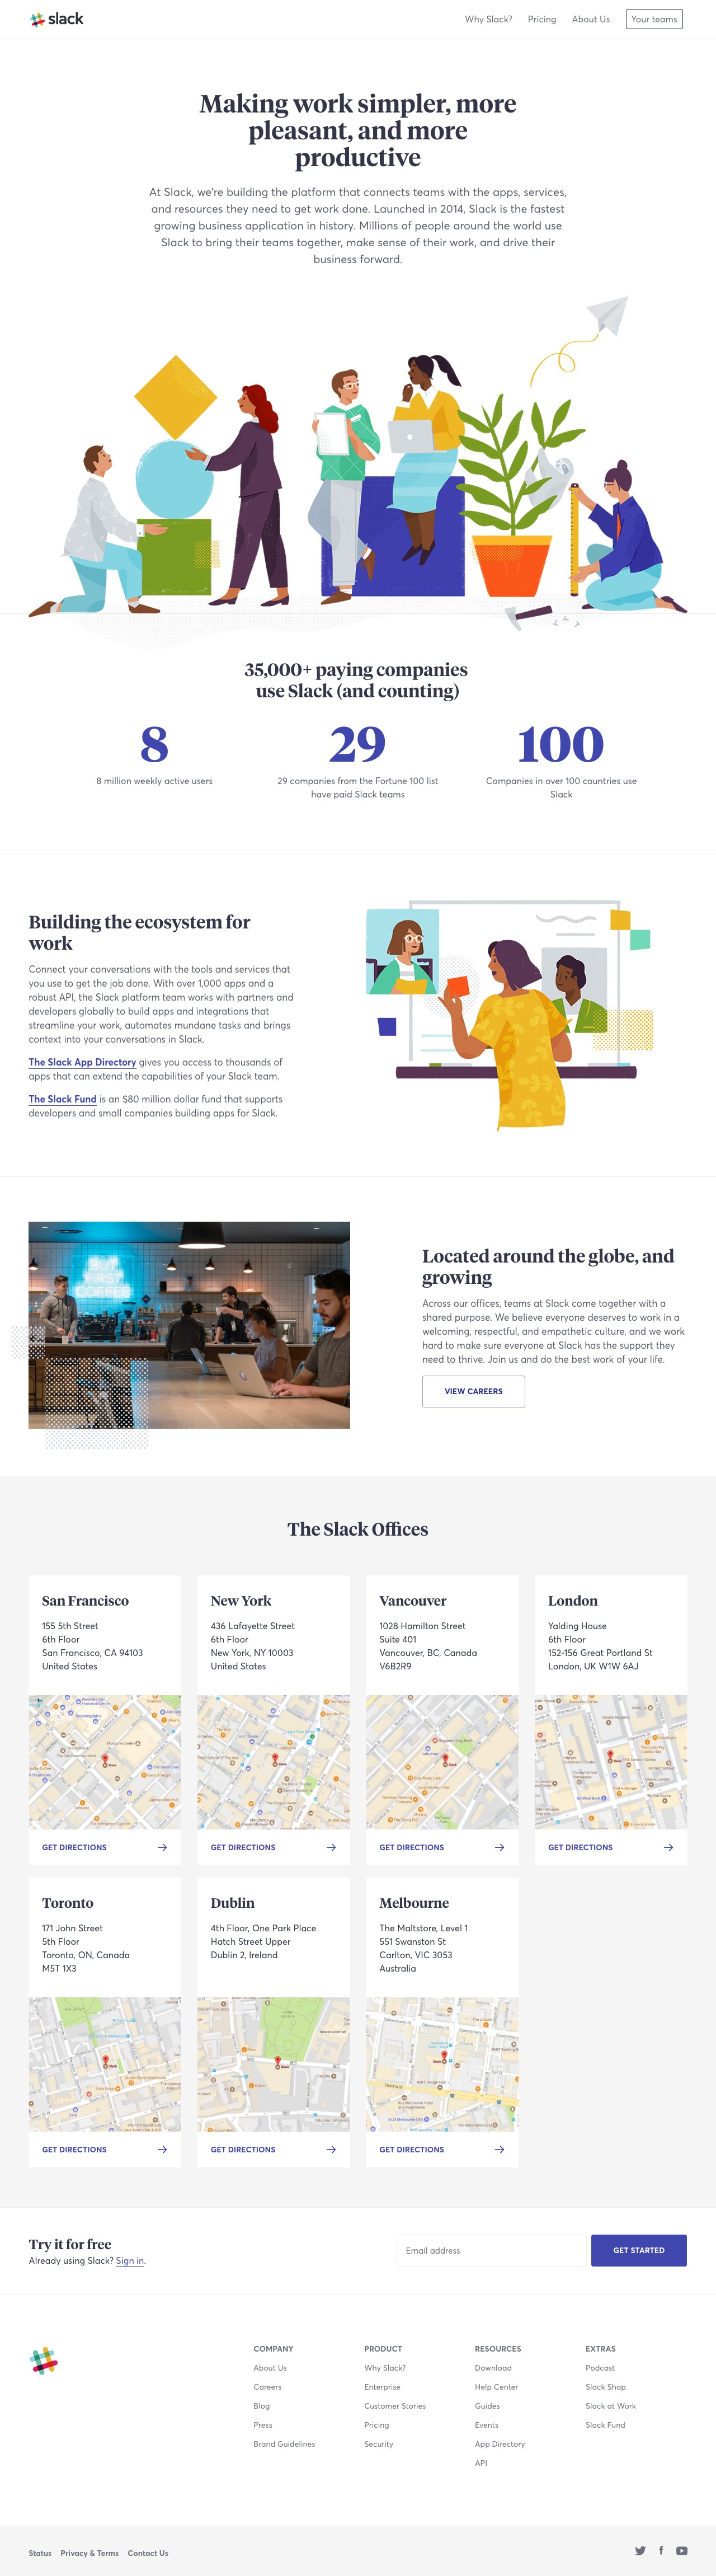 slack
Why Slack?
Pricing
About Us
Your teams
Making work simpler, more
pleasant, and more
productive
At Slack, we're building the platform that connects teams with the apps, services,
and resources they need to get work done. Launched in 2014, Slack is the fastest
growing business application in history. Millions of people around the world use
Slack to bring their teams together, make sense of their work, and drive their
business forward.
35,000+ paying companies
use Slack (and counting)
8
8 million weekly active users
29
29 companies from the Fortune 100 list
have paid Slack teams
100
Companies in over 100 countries use
Slack
Building the ecosystem for
work
Connect your conversations with the tools and services that
you use to get the job done. With over 1,000 apps and a
robust API, the Slack platform team works with partners and
developers globally to build apps and integrations that
streamline your work, automates mundane tasks and brings
context into your conversations in Slack.
The Slack App Directory gives you access to thousands of
apps that can extend the capabilities of your Slack team.
The Slack Fund is an $80 million dollar fund that supports
developers and small companies building apps for Slack.
BUT
FIRST
COFFEE
Located around the globe, and
growing
Across our offices, teams at Slack come together with a
shared purpose. We believe everyone deserves to work in a
welcoming, respectful, and empathetic culture, and we work
hard to make sure everyone at Slack has the support they
need to thrive. Join us and do the best work of your life.
VIEW CAREERS
The Slack Offices
San Francisco
155 5th Street
6th Floor
San Francisco, CA 94103
United States
GET DIRECTIONS
New York
436 Lafayette Street
6th Floor
New York, NY 10003
United States
GET DIRECTIONS
Vancouver
1028 Hamilton Street
Suite 401
Vancouver, BC, Canada
V6B2R9
GET DIRECTIONS
London
Yalding House
6th Floor
152-156 Great Portland St
London, UK W1W 6AJ
GET DIRECTIONS
Toronto
171 John Street
5th Floor
Toronto, ON, Canada
M5T 1X3
GET DIRECTIONS
Dublin
4th Floor, One Park Place
Hatch Street Upper
Dublin 2, Ireland
GET DIRECTIONS
Melbourne
The Maltstore, Level 1
551 Swanston St
Carlton, VIC 3053
Australia
GET DIRECTIONS
Try it for free
Already using Slack? Sign in.
Email address
GET STARTED
COMPANY
About Us
Careers
Blog
Press
Brand Guidelines
PRODUCT
Why Slack?
Enterprise
Customer Stories
Pricing
Security
RESOURCES
Download
Help Center
Guides
Events
App Directory
API
EXTRAS
Podcast
Slack Shop
Slack at Work
Slack Fund
Status
Privacy & Terms
Contact Us